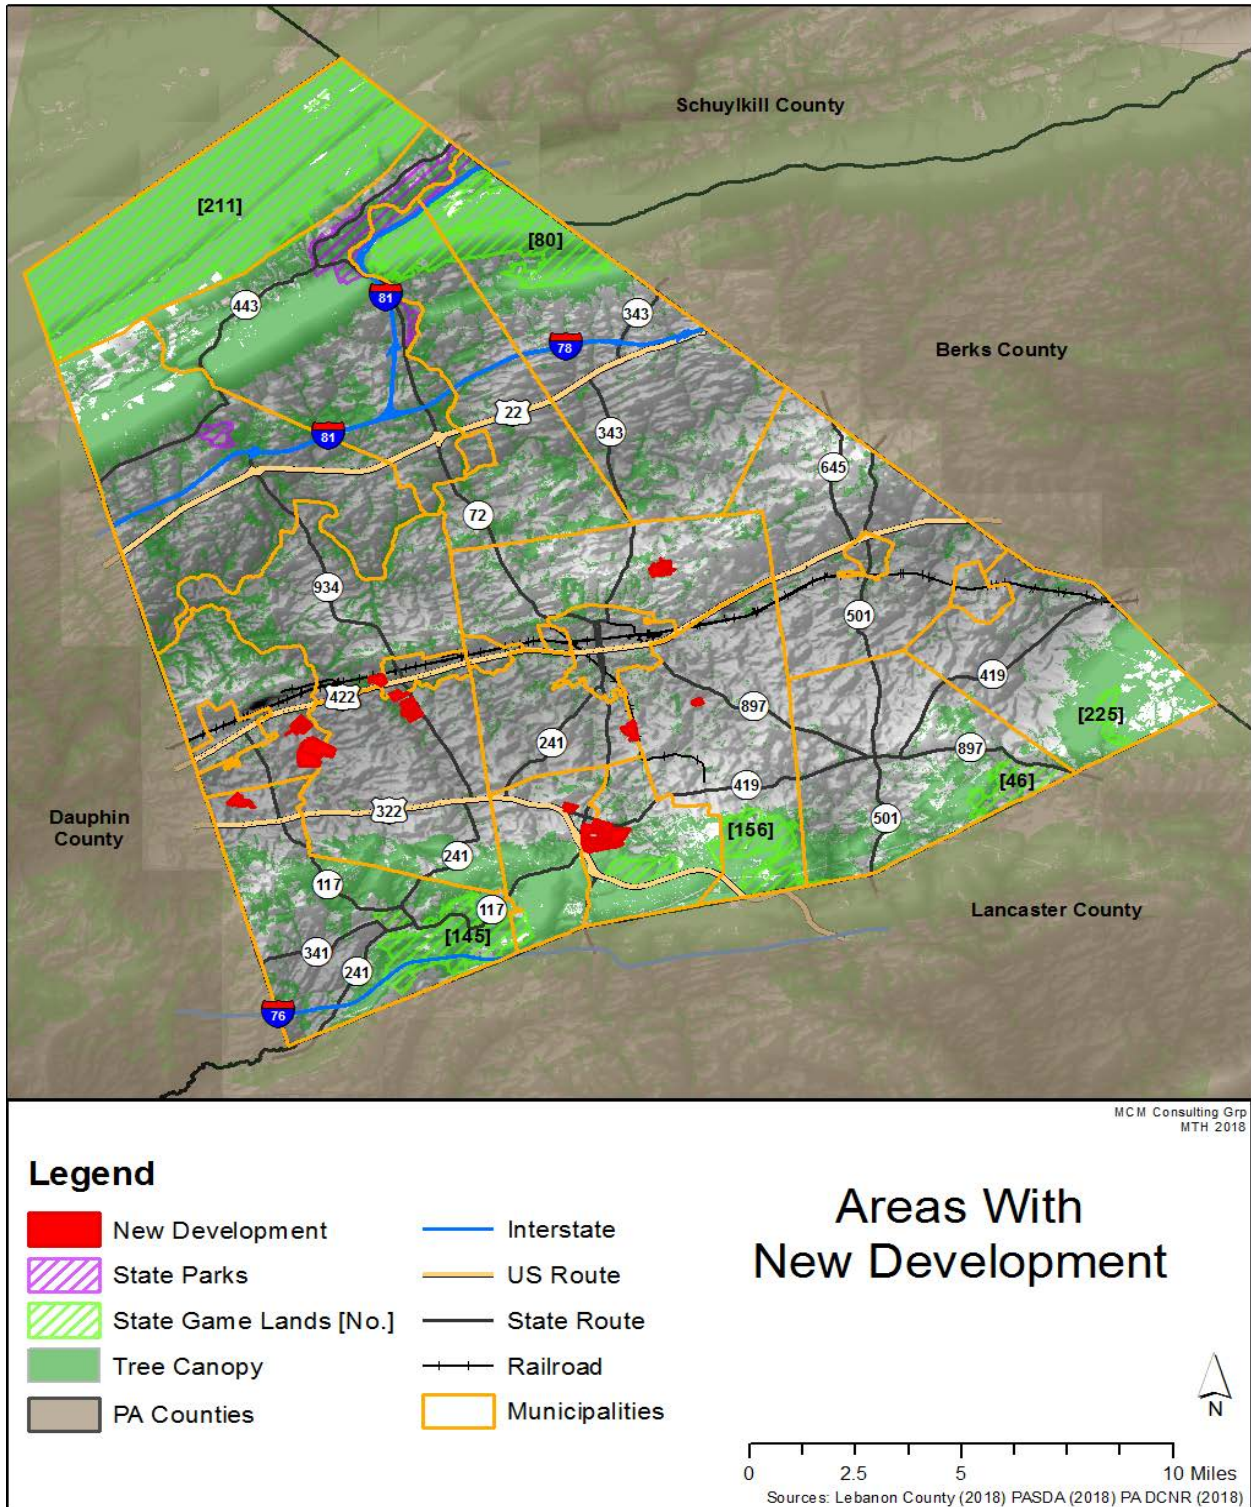 Schuylkill County
[211]
[80]
443
81
343
78
Berks County
22
81
343
645
72
934
501
419
422
897
[225]
241
897
[46]
419
322
Dauphin
County
501
[156]
241
117
117
Lancaster County
[145]
341
241
76
MCM Consulting Grp
MTH 2018
Legend
New Development
State Parks
State Game Lands [No.]
Tree Canopy
PA Counties
Interstate
US Route
State Route
Railroad
Municipalities
Areas With
New Development
N
0 2.5 5 10 Miles
Sources: Lebanon County (2018) PASDA (2018) PA DCNR (2018)